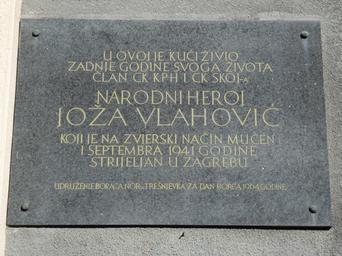 U OVOJ JE KUĆI ŽIVIO
ZADNJE GODINE SVOGA ŽIVOTA
ČLAN CK KPH I CK SKOJ-A
NARODNI HEROJ
JOŽA VLAHOVIĆ
KOJI JE NA ZVJERSKI NAČIN MUČEN
I SEPTEMBRA 1941 GODINE
STRIJELJAN U ZAGREBU
UDRUŽENJE BORACA NOR-A TREŠNJEVKA ZA DAN BORCA 1964 GODINE